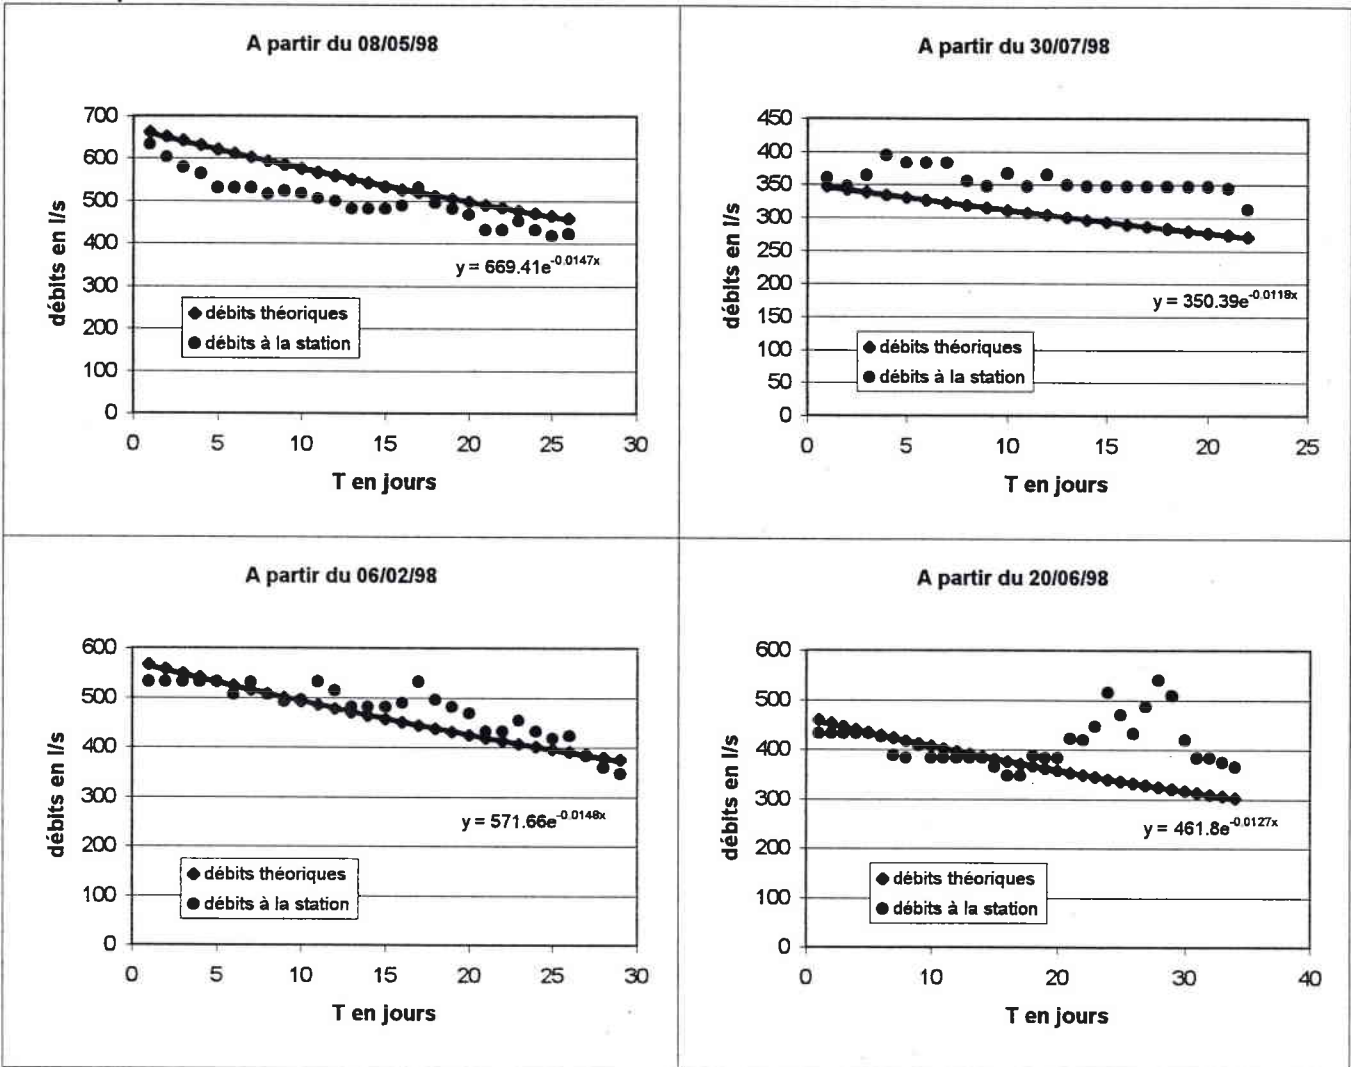 A partir du 08/05/98
700
600
500
400
300
200
100
0
débits en l/s
0 5 10 15 20 25 30
T en jours
y = 669.41e^-0.0147x
débits théoriques
débits à la station
A partir du 30/07/98
450
400
350
300
250
200
150
100
50
0
débits en l/s
0 5 10 15 20 25
T en jours
y = 350.39e^-0.0118x
débits théoriques
débits à la station
A partir du 06/02/98
600
500
400
300
200
100
0
débits en l/s
0 5 10 15 20 25 30
T en jours
y = 571.66e^-0.0148x
débits théoriques
débits à la station
A partir du 20/06/98
600
500
400
300
200
100
0
débits en l/s
0 10 20 30 40
T en jours
y = 461.8e^-0.0127x
débits théoriques
débits à la station